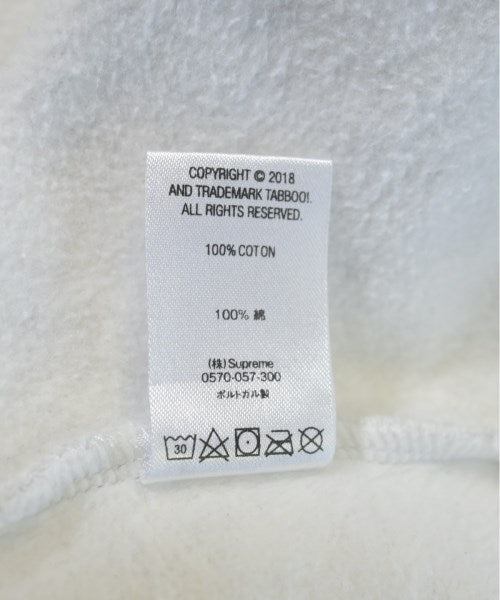 COPYRIGHT © 2018
AND TRADEMARK TABBOO!.
ALL RIGHTS RESERVED.
100% COTON
100% 綿
(株) Supreme
0570-057-300
ポルトガル製
30